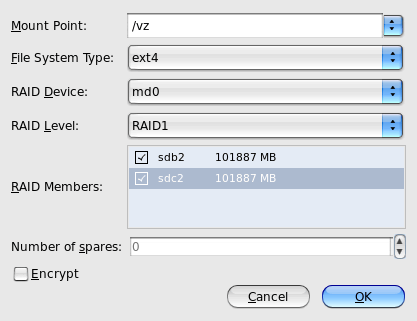 Mount Point: /vz
File System Type: ext4
RAID Device: md0
RAID Level: RAID1
RAID Members:
sdb2 101887 MB
sdc2 101887 MB
Number of spares: 0
Encrypt
Cancel OK